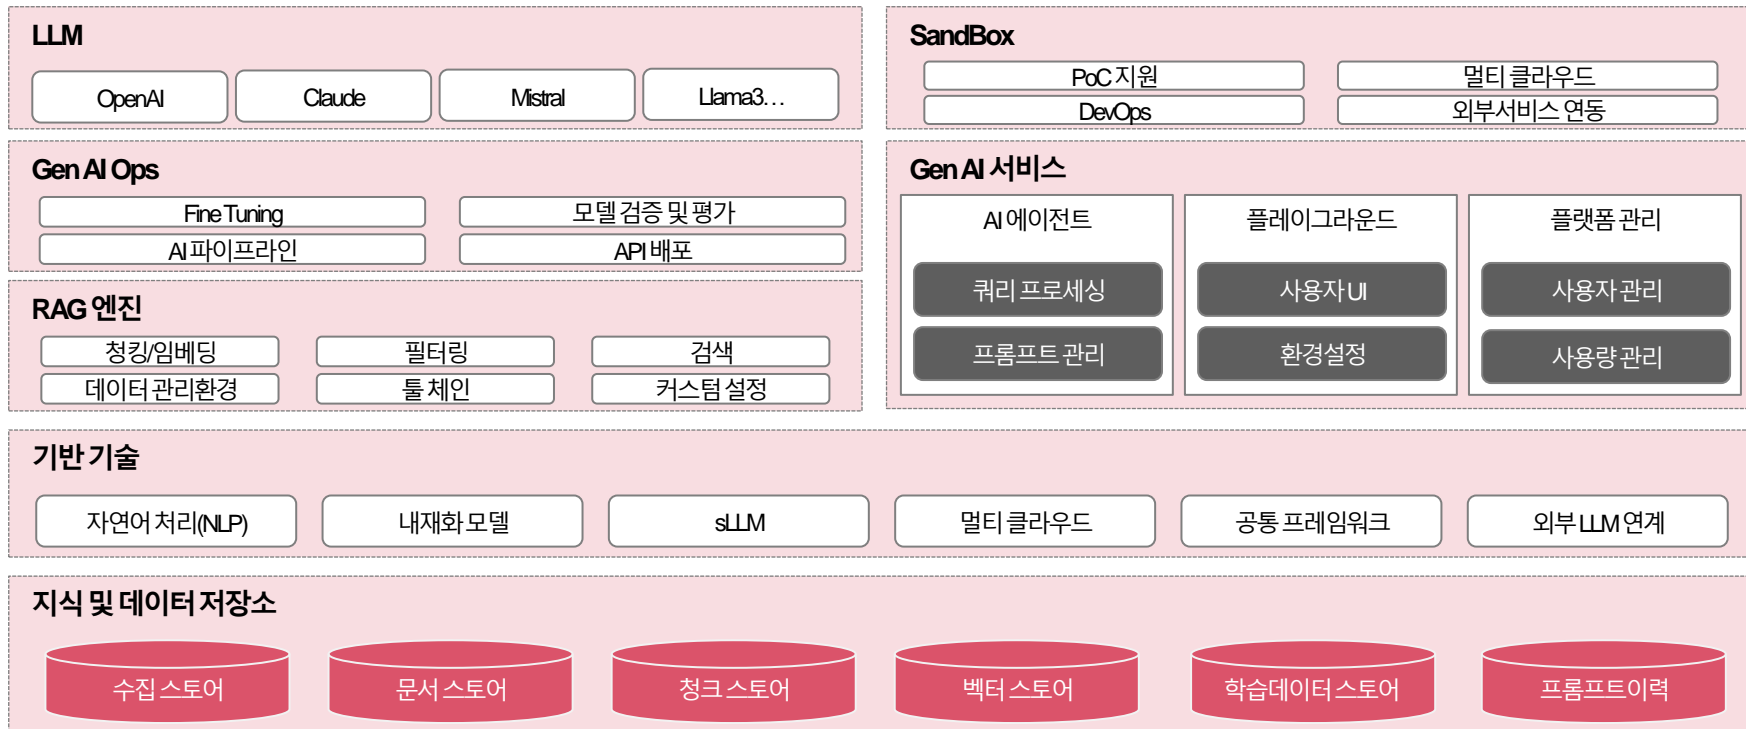 LLM
OpenAI
Claude
Mistral
Llama3...
SandBox
PoC 지원
멀티 클라우드
DevOps
외부서비스 연동
Gen AI Ops
Fine Tuning
모델 검증 및 평가
AI 파이프라인
API 배포
Gen AI 서비스
AI 에이전트
쿼리 프로세싱
프롬프트 관리
플레이그라운드
사용자 UI
환경설정
플랫폼 관리
사용자 관리
사용량 관리
RAG 엔진
청킹/임베딩
필터링
검색
데이터 관리환경
툴 체인
커스텀 설정
기반 기술
자연어 처리(NLP)
내재화 모델
sLLM
멀티 클라우드
공통 프레임워크
외부 LLM 연계
지식 및 데이터 저장소
수집 스토어
문서 스토어
청크 스토어
벡터 스토어
학습데이터 스토어
프롬프트이력